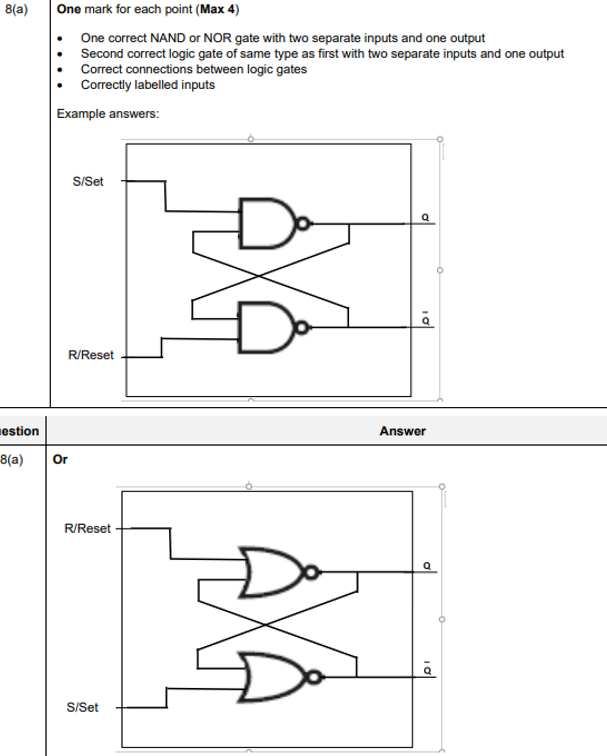 8(a) One mark for each point (Max 4)
• One correct NAND or NOR gate with two separate inputs and one output
• Second correct logic gate of same type as first with two separate inputs and one output
• Correct connections between logic gates
• Correctly labelled inputs
Example answers:
S/Set
Q
Q̅
R/Reset
estion Answer
8(a) Or
R/Reset
Q
Q̅
S/Set